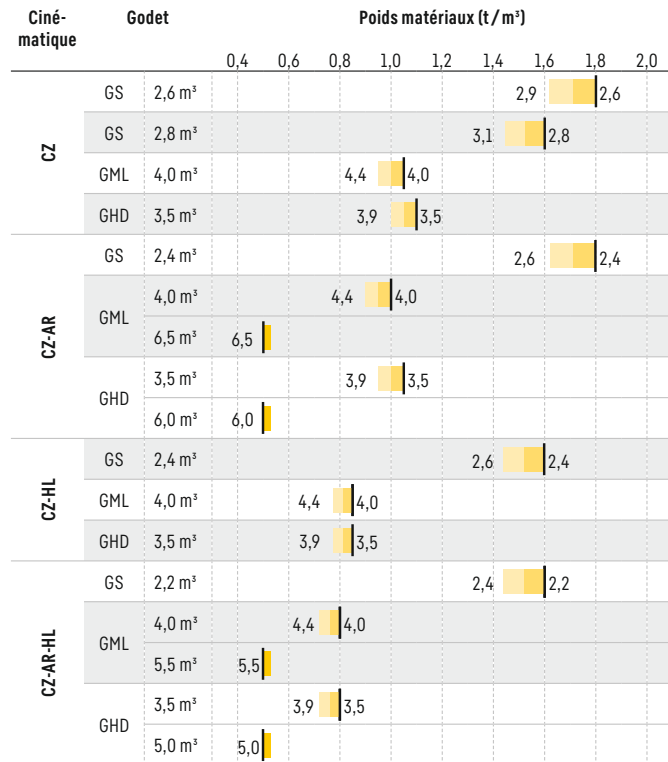 Ciné-
matique
Godet
Poids matériaux (t / m³)
0,4 0,6 0,8 1,0 1,2 1,4 1,6 1,8 2,0
CZ
GS 2,6 m³ 2,9 2,6
GS 2,8 m³ 3,1 2,8
GML 4,0 m³ 4,4 4,0
GHD 3,5 m³ 3,9 3,5
CZ-AR
GS 2,4 m³ 2,6 2,4
GML
4,0 m³ 4,4 4,0
6,5 m³ 6,5
GHD
3,5 m³ 3,9 3,5
6,0 m³ 6,0
CZ-HL
GS 2,4 m³ 2,6 2,4
GML 4,0 m³ 4,4 4,0
GHD 3,5 m³ 3,9 3,5
CZ-AR-HL
GS 2,2 m³ 2,4 2,2
GML
4,0 m³ 4,4 4,0
5,5 m³ 5,5
GHD
3,5 m³ 3,9 3,5
5,0 m³ 5,0